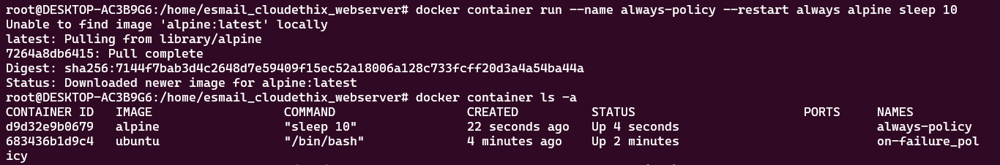 root@DESKTOP-AC3B9G6:/home/esmail_cloudethix_webserver# docker container run --name always-policy --restart always alpine sleep 10
Unable to find image 'alpine:latest' locally
latest: Pulling from library/alpine
7264a8db6415: Pull complete
Digest: sha256:7144f7bab3d4c2648d7e59409f15ec52a18006a128c733fcff20d3a4a54ba44a
Status: Downloaded newer image for alpine:latest
root@DESKTOP-AC3B9G6:/home/esmail_cloudethix_webserver# docker container ls -a
CONTAINER ID   IMAGE                  COMMAND                  CREATED          STATUS                       PORTS     NAMES
d9d32e9b0679   alpine                 "sleep 10"               22 seconds ago   Up 4 seconds                           always-policy
683436b1d9c4   ubuntu                 "/bin/bash"              4 minutes ago    Up 2 minutes                           on-failure_pol
icy